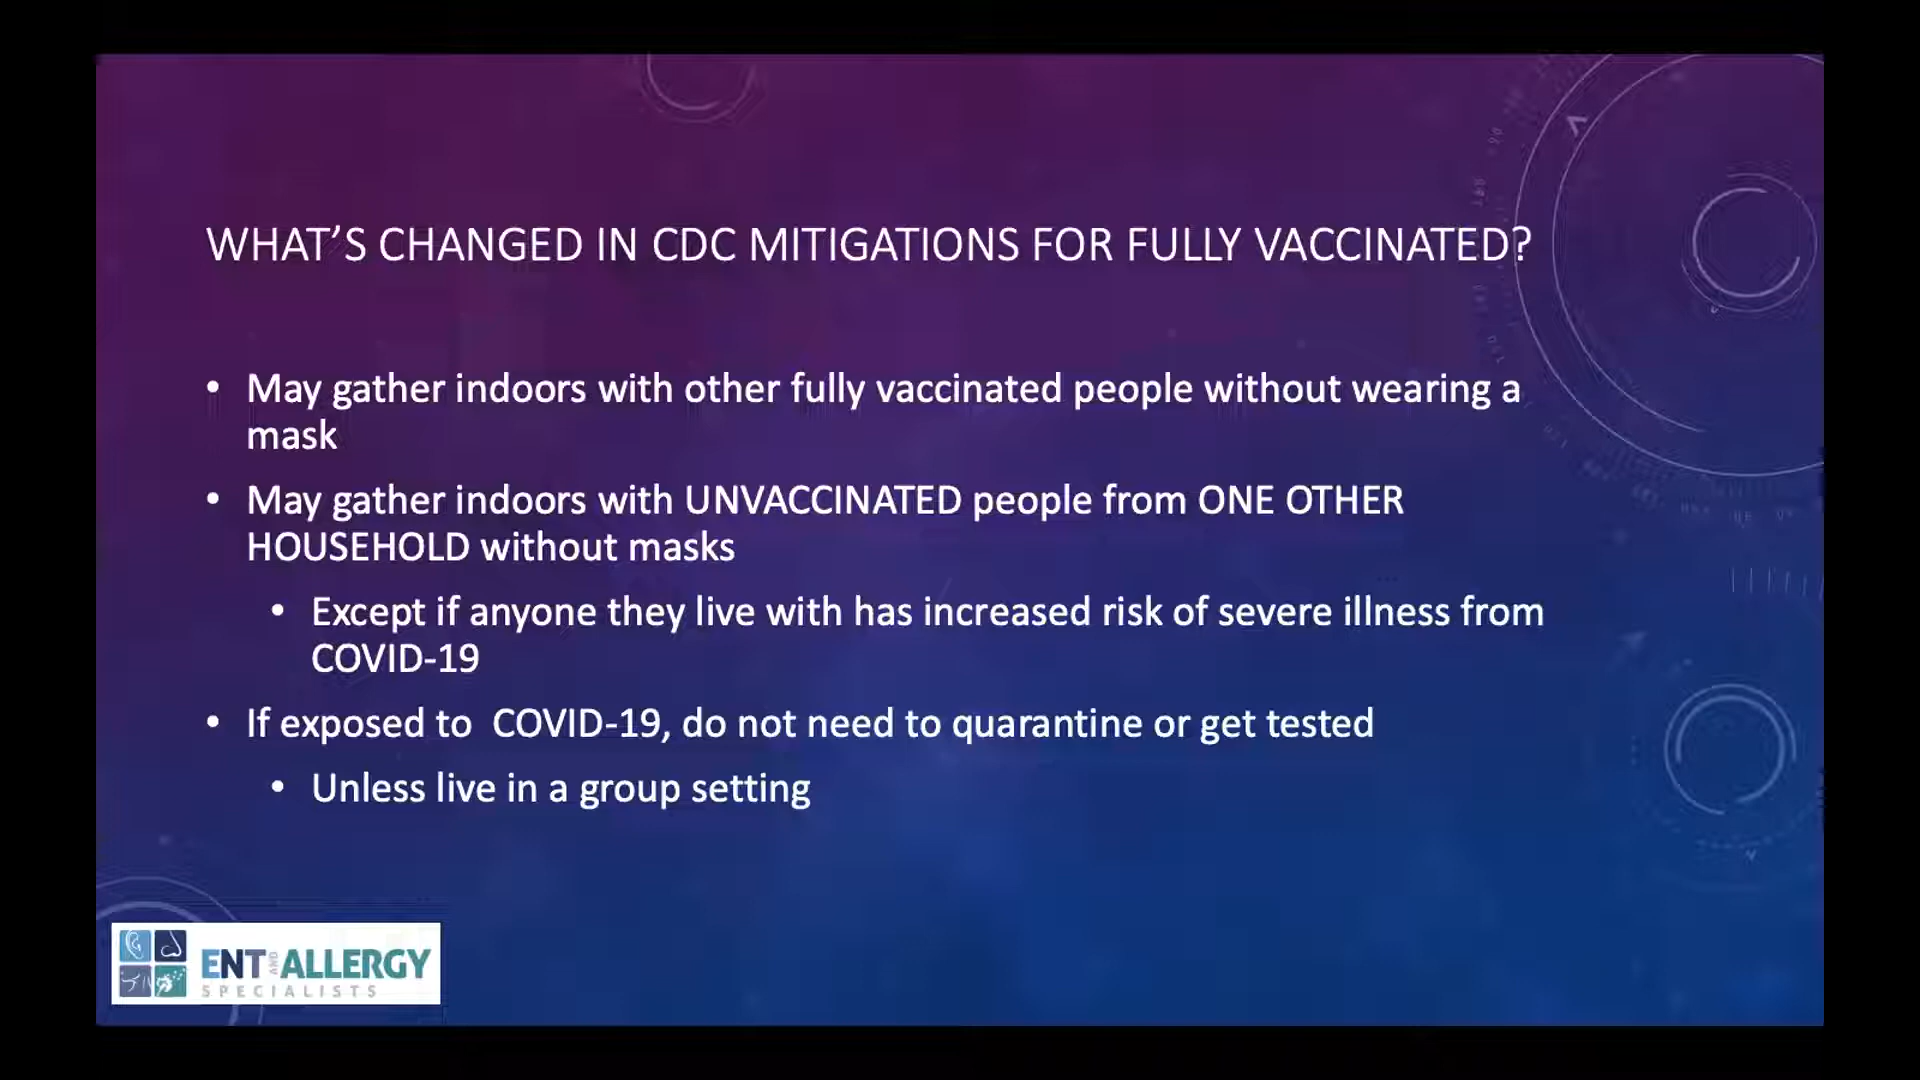 WHAT’S CHANGED IN CDC MITIGATIONS FOR FULLY VACCINATED?
• May gather indoors with other fully vaccinated people without wearing a
mask
• May gather indoors with UNVACCINATED people from ONE OTHER
HOUSEHOLD without masks
• Except if anyone they live with has increased risk of severe illness from
COVID-19
• If exposed to  COVID-19, do not need to quarantine or get tested
• Unless live in a group setting
ENT AND ALLERGY
SPECIALISTS